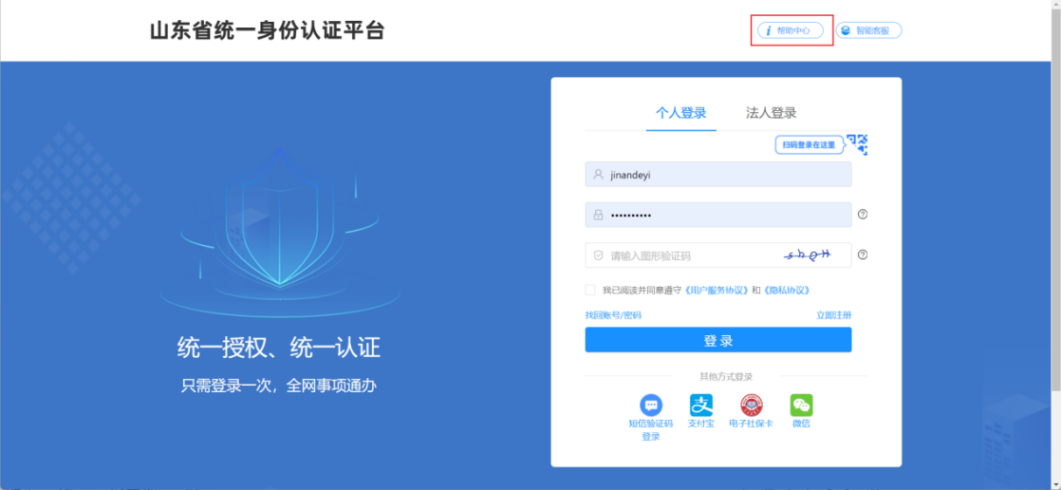 山东省统一身份认证平台
帮助中心
智能客服
个人登录
法人登录
扫码登录在这里
jinandeyi
••••••••••
请输入图形验证码
我已阅读并同意遵守《用户服务协议》和《隐私协议》
找回账号/密码
立即注册
登 录
统一授权、统一认证
只需登录一次，全网事项通办
其他方式登录
短信验证码
登录
支付宝
电子社保卡
微信